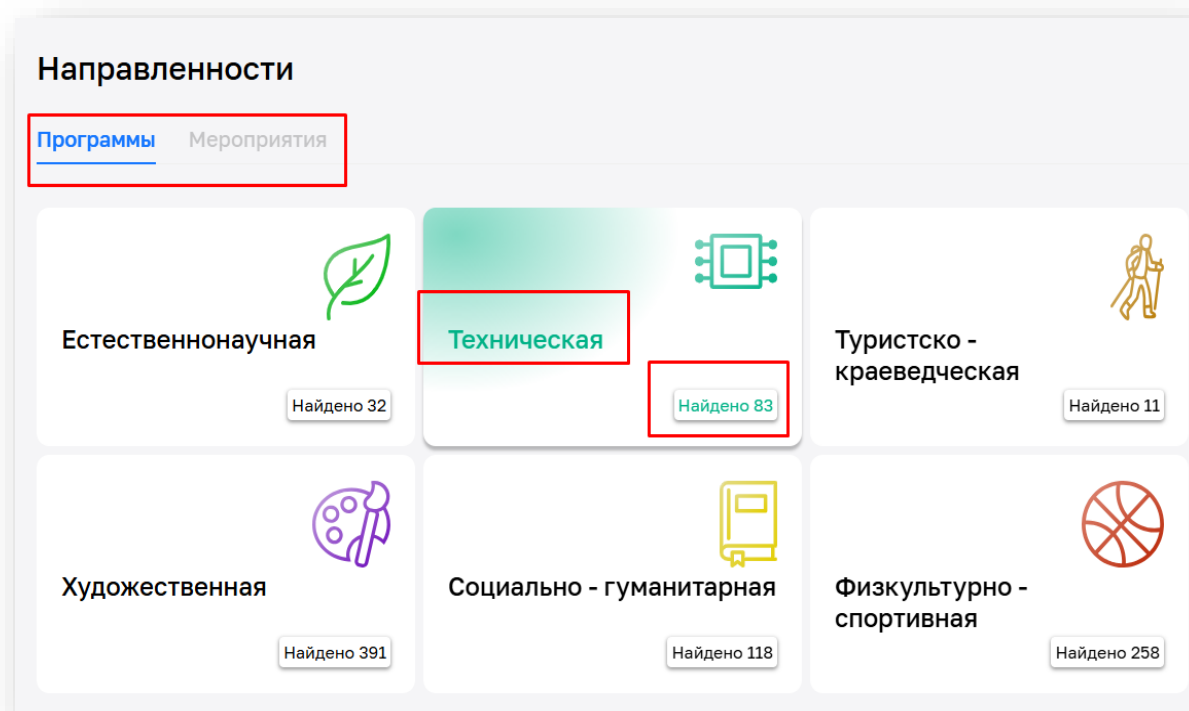 Направленности
Программы Мероприятия
Естественнонаучная
Найдено 32
Техническая
Найдено 83
Туристско -
краеведческая
Найдено 11
Художественная
Найдено 391
Социально - гуманитарная
Найдено 118
Физкультурно -
спортивная
Найдено 258